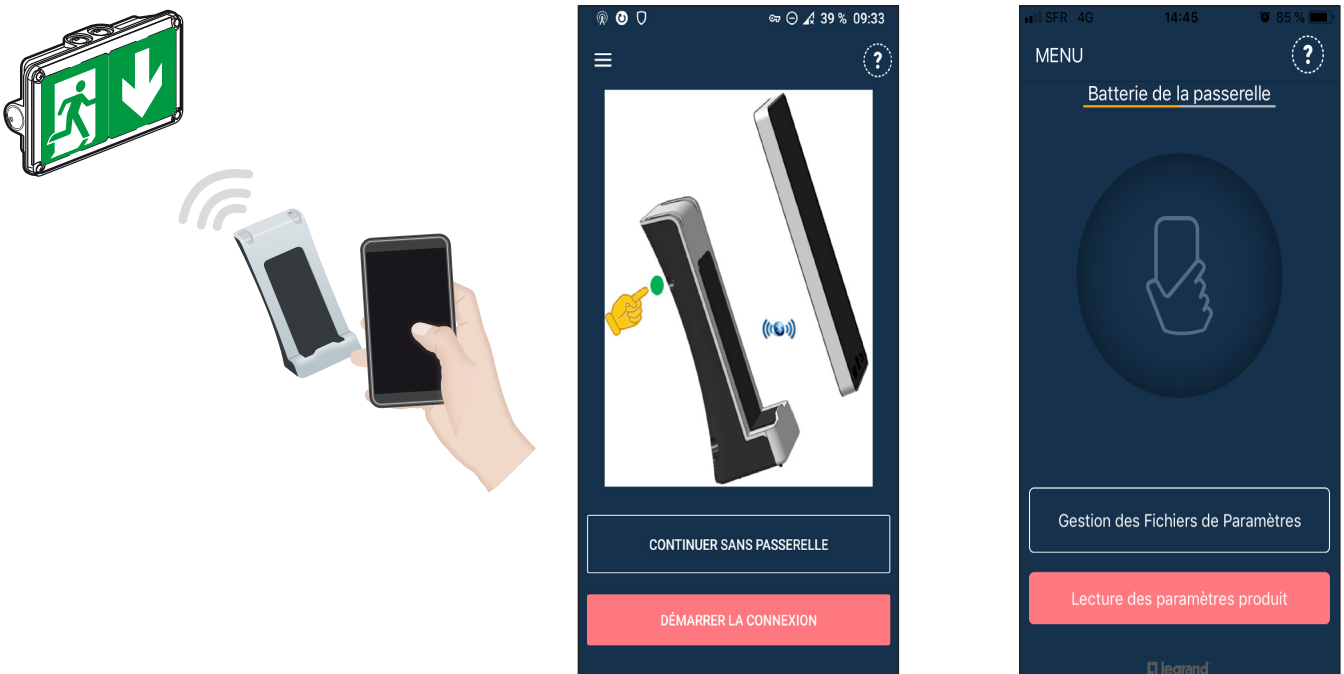 39 % 09:33
?
CONTINUER SANS PASSERELLE
DÉMARRER LA CONNEXION
SFR 4G 14:45 85 %
MENU ?
Batterie de la passerelle
Gestion des Fichiers de Paramètres
Lecture des paramètres produit
legrand